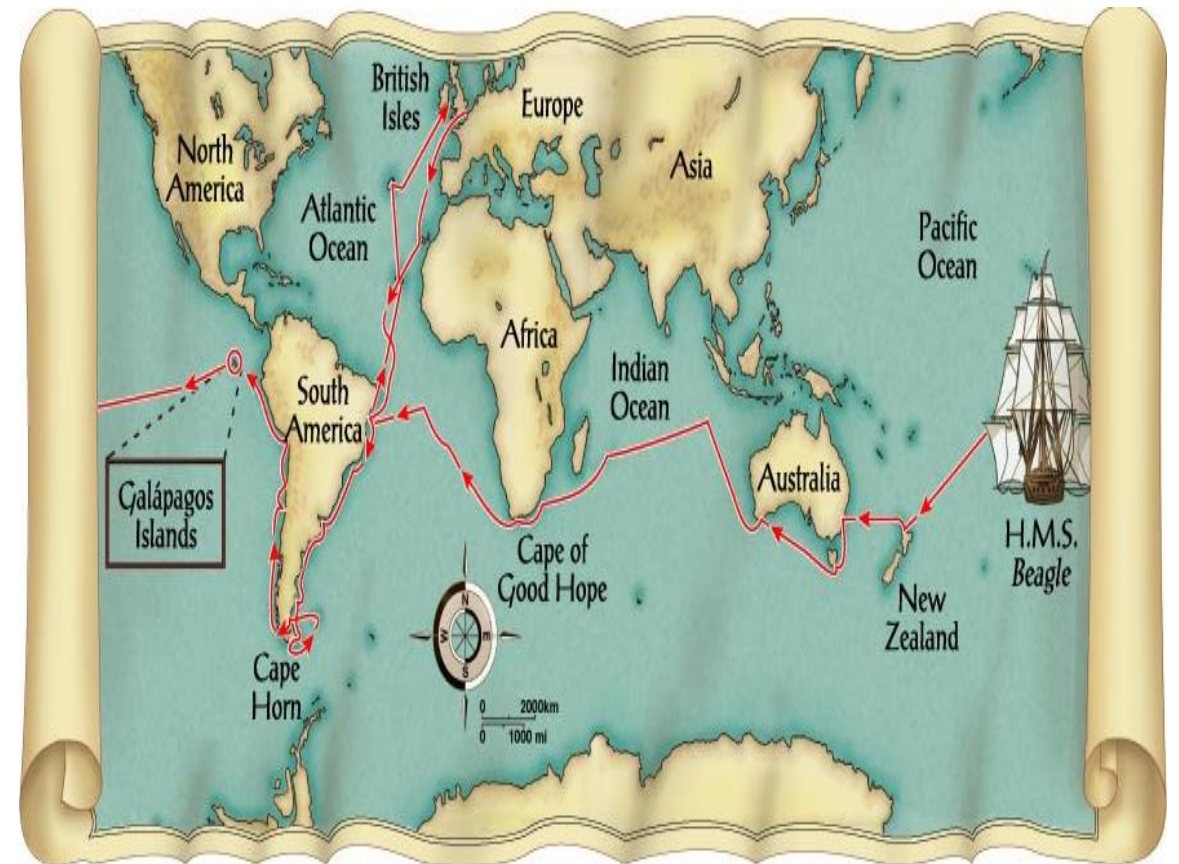 British
Isles
Europe
North
America
Asia
Atlantic
Ocean
Pacific
Ocean
Africa
Indian
Ocean
South
America
Galápagos
Islands
Australia
Cape of
Good Hope
H.M.S.
Beagle
New
Zealand
N
W
E
S
Cape
Horn
0 2000km
0 1000 mi